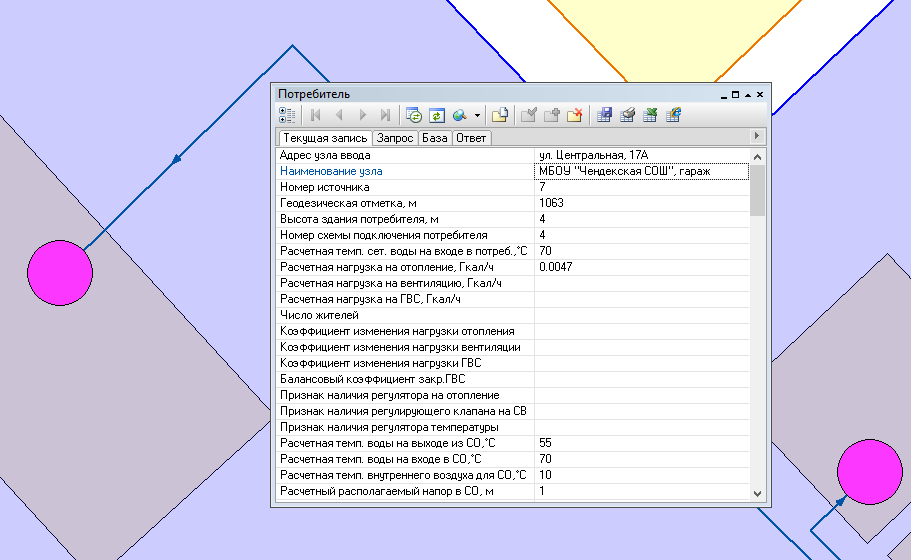 Потребитель
Текущая запись Запрос База Ответ
Адрес узла ввода ул. Центральная, 17А
Наименование узла МБОУ "Чендекская СОШ", гараж
Номер источника 7
Геодезическая отметка, м 1063
Высота здания потребителя, м 4
Номер схемы подключения потребителя 4
Расчетная темп. сет. воды на входе в потреб.,°С 70
Расчетная нагрузка на отопление, Гкал/ч 0.0047
Расчетная нагрузка на вентиляцию, Гкал/ч
Расчетная нагрузка на ГВС, Гкал/ч
Число жителей
Коэффициент изменения нагрузки отопления
Коэффициент изменения нагрузки вентиляции
Коэффициент изменения нагрузки ГВС
Балансовый коэффициент закр.ГВС
Признак наличия регулятора на отопление
Признак наличия регулирующего клапана на СВ
Признак наличия регулятора температуры
Расчетная темп. воды на выходе из СО,°С 55
Расчетная темп. воды на входе в СО,°С 70
Расчетная темп. внутреннего воздуха для СО,°С 10
Расчетный располагаемый напор в СО, м 1